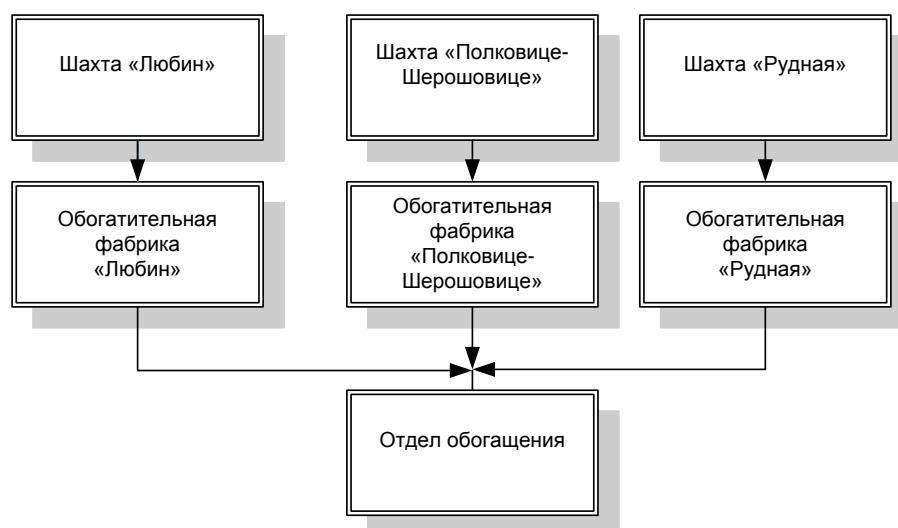 Шахта «Любин»
Шахта «Полковице-
Шерошовице»
Шахта «Рудная»
Обогатительная
фабрика
«Любин»
Обогатительная
фабрика
«Полковице-
Шерошовице»
Обогатительная
фабрика
«Рудная»
Отдел обогащения